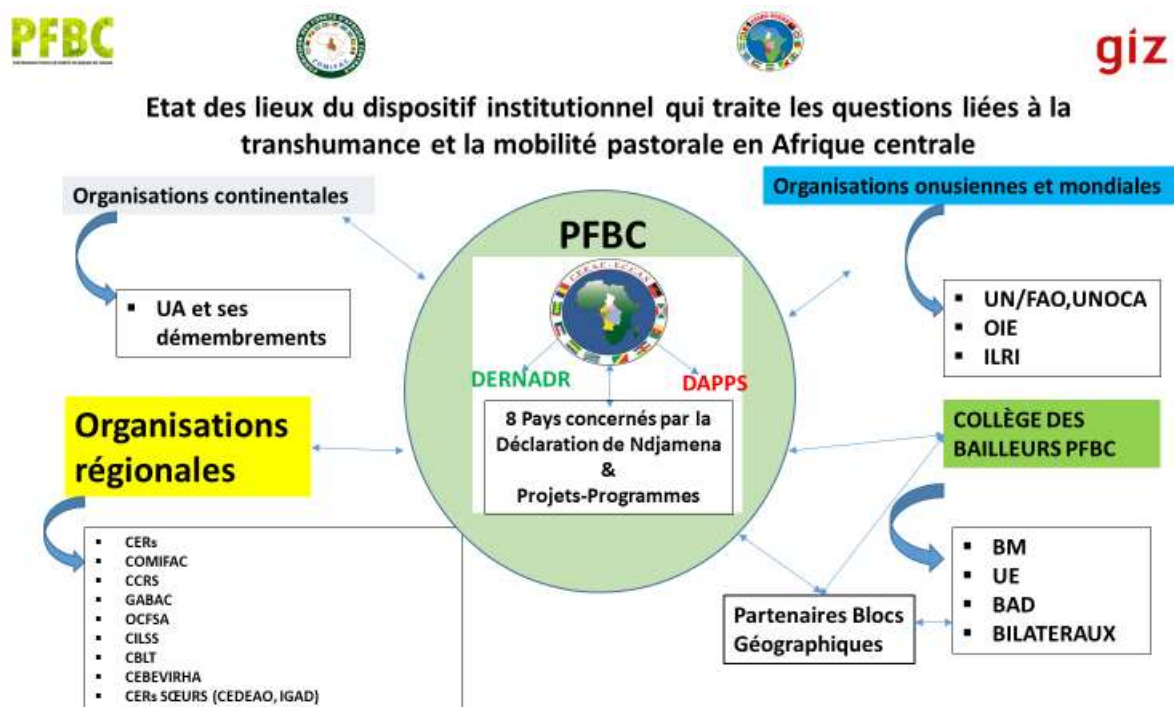 PFBC
COMIFAC
giz
Etat des lieux du dispositif institutionnel qui traite les questions liées à la
transhumance et la mobilité pastorale en Afrique centrale
Organisations continentales
UA et ses
démembrements
Organisations
régionales
CERs
COMIFAC
CCRS
GABAC
OCFSA
CILSS
CBLT
CEBEVIRHA
CERs SŒURS (CEDEAO, IGAD)
PFBC
CEEAC-ECCAS
DERNADR
DAPPS
8 Pays concernés par la
Déclaration de Ndjamena
&
Projets-Programmes
Organisations onusiennes et mondiales
UN/FAO,UNOCA
OIE
ILRI
COLLÈGE DES
BAILLEURS PFBC
BM
UE
BAD
BILATERAUX
Partenaires Blocs
Géographiques